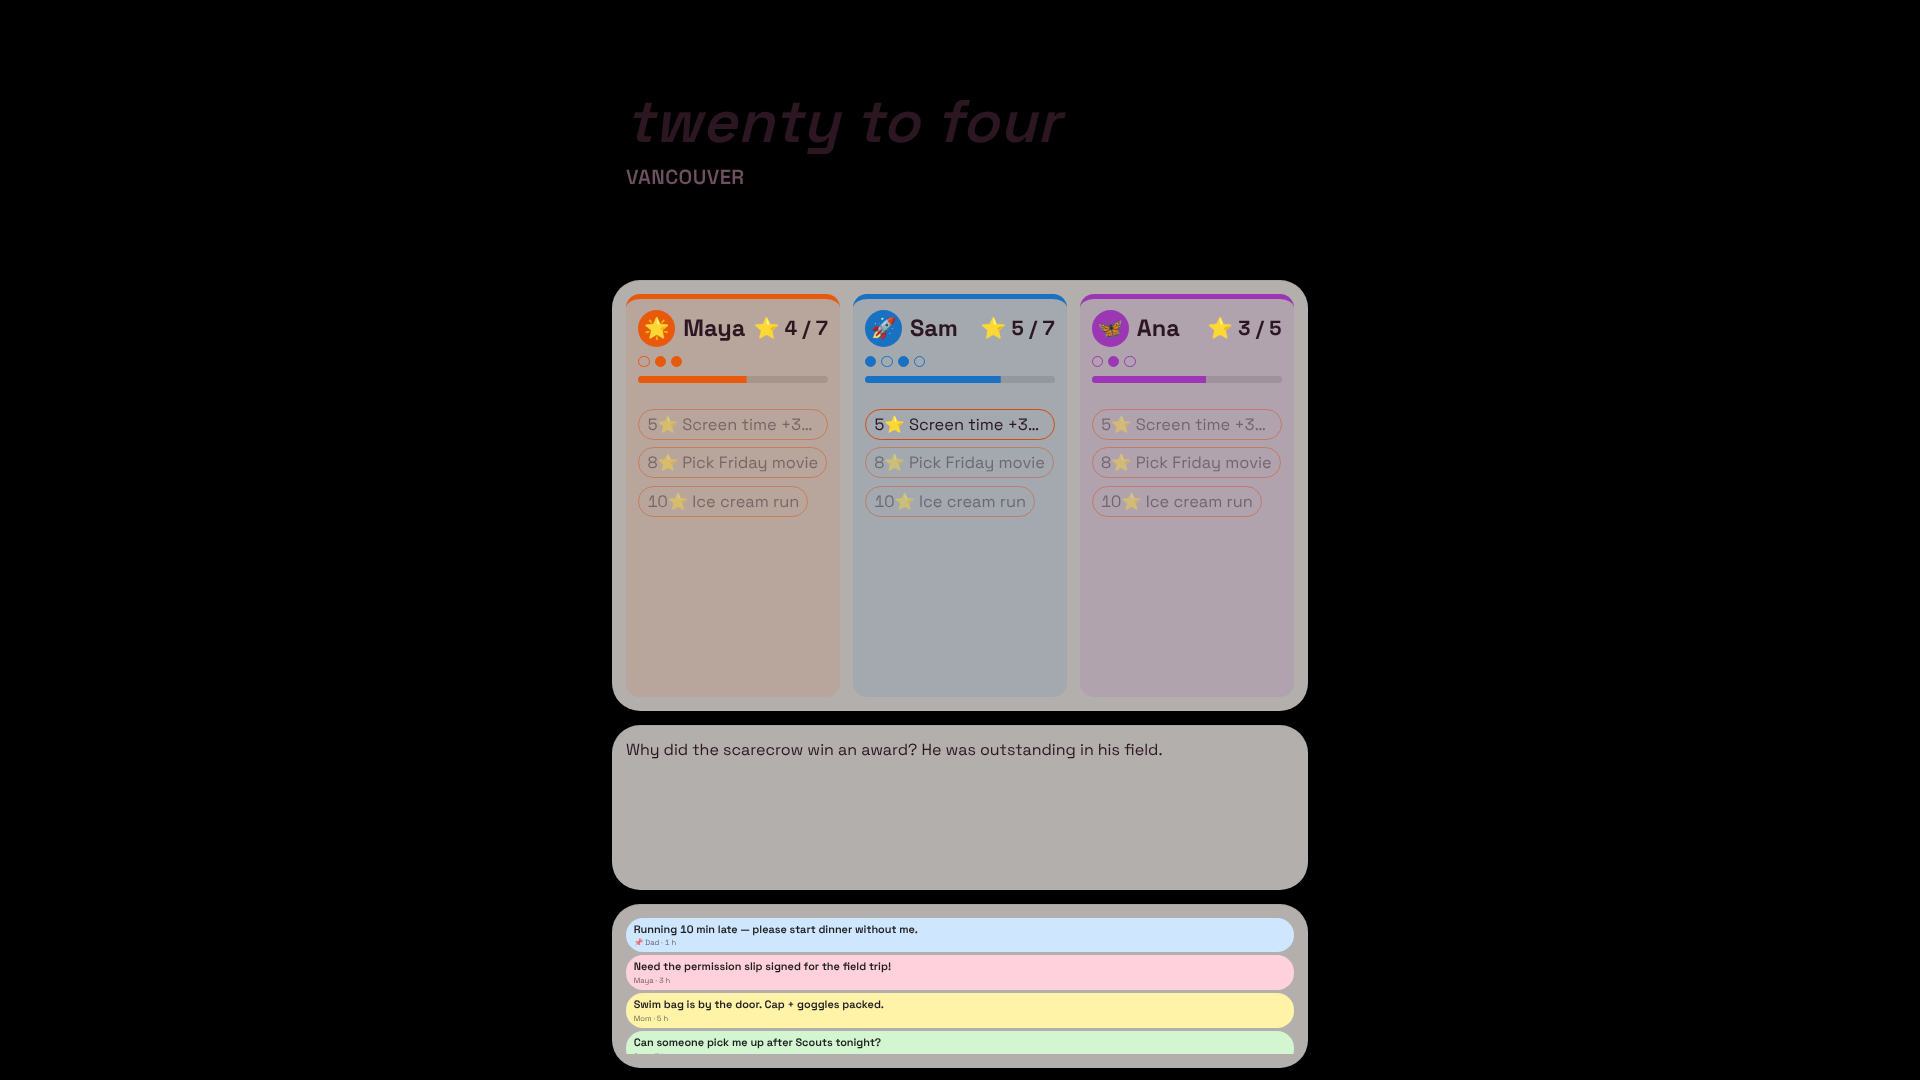 twenty to four
VANCOUVER
Maya ⭐ 4 / 7
5⭐ Screen time +3...
8⭐ Pick Friday movie
10⭐ Ice cream run
Sam ⭐ 5 / 7
5⭐ Screen time +3...
8⭐ Pick Friday movie
10⭐ Ice cream run
Ana ⭐ 3 / 5
5⭐ Screen time +3...
8⭐ Pick Friday movie
10⭐ Ice cream run
Why did the scarecrow win an award? He was outstanding in his field.
Running 10 min late — please start dinner without me.
📌 Dad · 1 h
Need the permission slip signed for the field trip!
Maya · 3 h
Swim bag is by the door. Cap + goggles packed.
Mom · 5 h
Can someone pick me up after Scouts tonight?